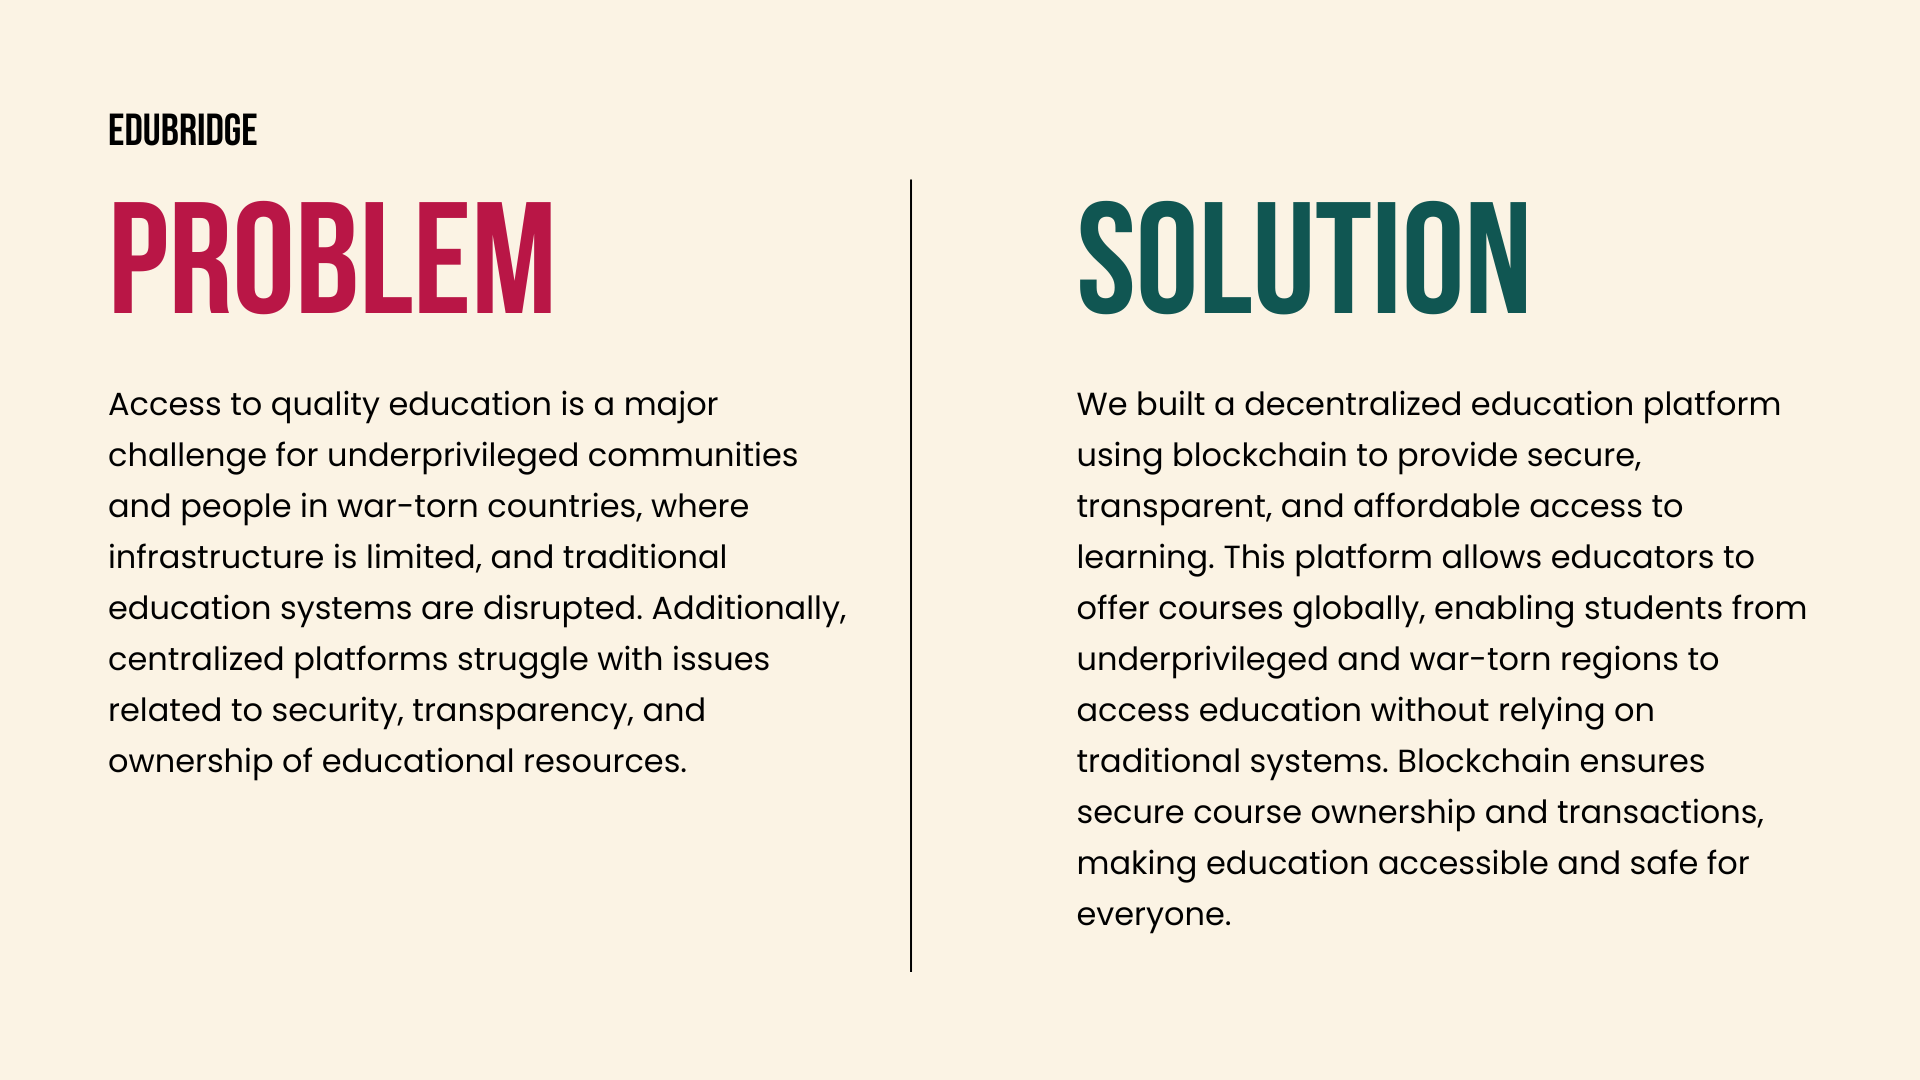 EDUBRIDGE
PROBLEM
Access to quality education is a major
challenge for underprivileged communities
and people in war-torn countries, where
infrastructure is limited, and traditional
education systems are disrupted. Additionally,
centralized platforms struggle with issues
related to security, transparency, and
ownership of educational resources.
SOLUTION
We built a decentralized education platform
using blockchain to provide secure,
transparent, and affordable access to
learning. This platform allows educators to
offer courses globally, enabling students from
underprivileged and war-torn regions to
access education without relying on
traditional systems. Blockchain ensures
secure course ownership and transactions,
making education accessible and safe for
everyone.